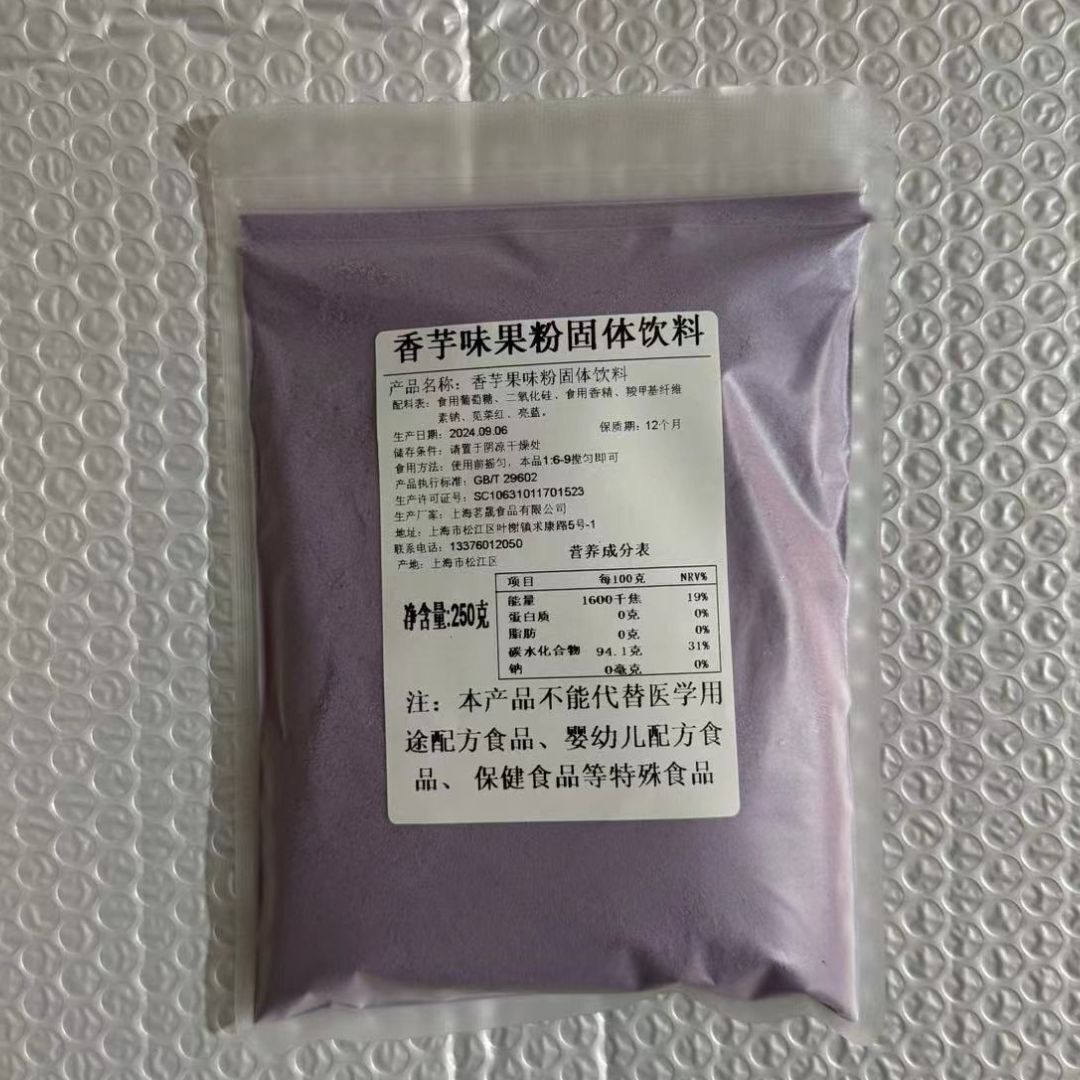 香芋味果粉固体饮料
产品名称：香芋果味粉固体饮料
配料表：食用葡萄糖、二氧化硅、食用香精、羧甲基纤维
素钠、苋菜红、亮蓝。
生产日期：2024.09.06 保质期：12个月
储存条件：请置于阴凉干燥处
食用方法：使用前摇匀，本品1:6-9搅匀即可
产品执行标准：GB/T 29602
生产许可证号：SC10631011701523
生产厂家：上海茗晟食品有限公司
地址：上海市松江区叶榭镇求康路5号-1
联系电话：13376012050
产地：上海市松江区
营养成分表
项目 每100克 NRV%
能量 1600千焦 19%
蛋白质 0克 0%
脂肪 0克 0%
碳水化合物 94.1克 31%
钠 0毫克 0%
净含量:250克
注：本产品不能代替医学用
途配方食品、婴幼儿配方食
品、保健食品等特殊食品